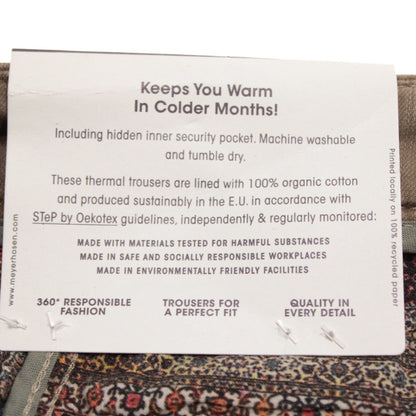 Keeps You Warm
In Colder Months!
Including hidden inner security pocket. Machine washable
and tumble dry.
These thermal trousers are lined with 100% organic cotton
and produced sustainably in the E.U. in accordance with
STeP by Oekotex guidelines, independently & regularly monitored:
MADE WITH MATERIALS TESTED FOR HARMFUL SUBSTANCES
MADE IN SAFE AND SOCIALLY RESPONSIBLE WORKPLACES
MADE IN ENVIRONMENTALLY FRIENDLY FACILITIES
360° RESPONSIBLE
FASHION
TROUSERS FOR
A PERFECT FIT
QUALITY IN
EVERY DETAIL
www.meyerhosen.com
Printed locally on 100%
recycled paper